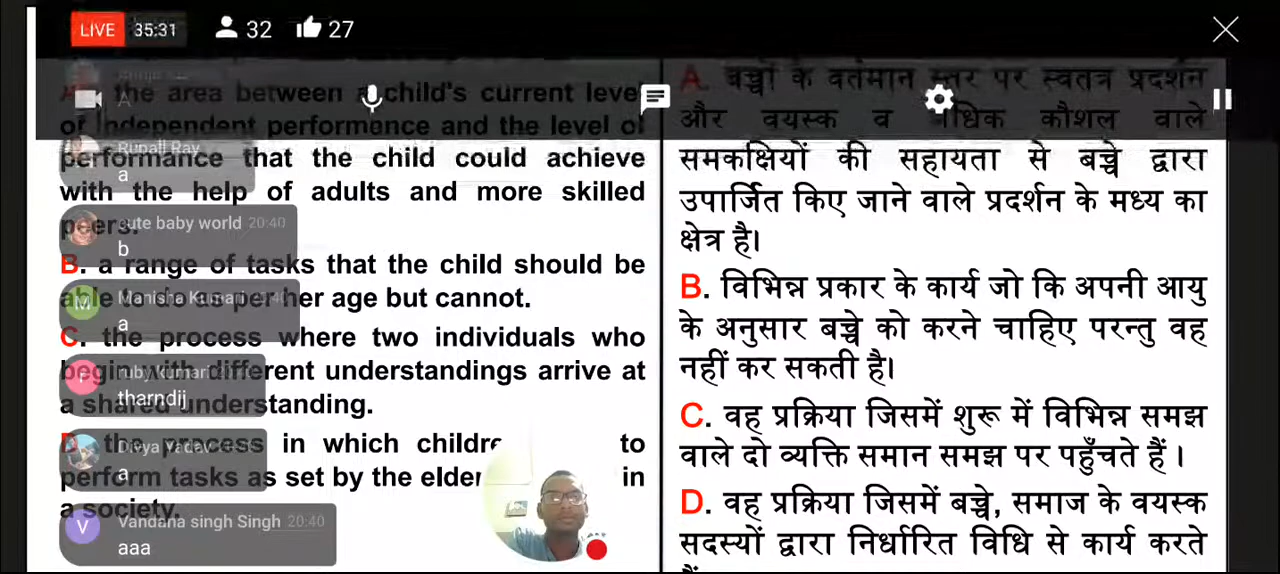 LIVE 35:31 32 27
A the area between a child's current level
of independent performance and the level of
performance that the child could achieve
with the help of adults and more skilled
peers.
B. a range of tasks that the child should be
able to do as per her age but cannot.
C. the process where two individuals who
begin with different understandings arrive at
a shared understanding.
D. the process in which to
perform tasks as set by the in
a society.
Rupali Ray
a
cute baby world 20:40
b
Manisha Kumari 20:40
a
ruby kumari
tharndij
Divya Yadav
a
Vandana singh Singh 20:40
aaa
A. बच्चों के वर्तमान स्तर पर स्वतंत्र प्रदर्शन
और वयस्क व कौशल वाले
समकक्षियों की सहायता से बच्चे द्वारा
उपार्जित किए जाने वाले प्रदर्शन के मध्य का
क्षेत्र है।
B. विभिन्न प्रकार के कार्य जो कि अपनी आयु
के अनुसार बच्चे को करने चाहिए परन्तु वह
नहीं कर सकती है।
C. वह प्रक्रिया जिसमें शुरू में विभिन्न समझ
वाले दो व्यक्ति समान समझ पर पहुँचते हैं ।
D. वह प्रक्रिया जिसमें बच्चे, समाज के वयस्क
सदस्यों द्वारा निर्धारित विधि से कार्य करते